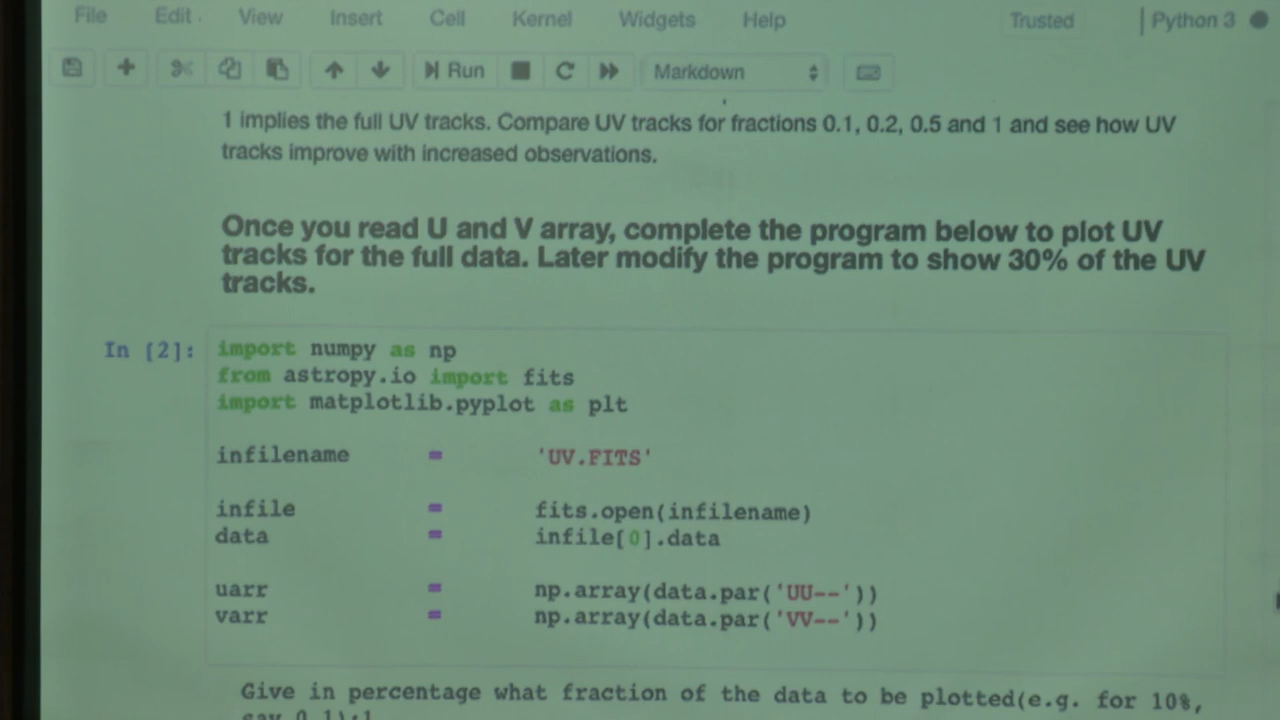 File Edit View Insert Cell Kernel Widgets Help Trusted Python 3
Run Markdown
1 implies the full UV tracks. Compare UV tracks for fractions 0.1, 0.2, 0.5 and 1 and see how UV
tracks improve with increased observations.
Once you read U and V array, complete the program below to plot UV
tracks for the full data. Later modify the program to show 30% of the UV
tracks.
In [2]: import numpy as np
from astropy.io import fits
import matplotlib.pyplot as plt
infilename = 'UV.FITS'
infile = fits.open(infilename)
data = infile[0].data
uarr = np.array(data.par('UU--'))
varr = np.array(data.par('VV--'))
Give in percentage what fraction of the data to be plotted(e.g. for 10%,
say 0.1):1